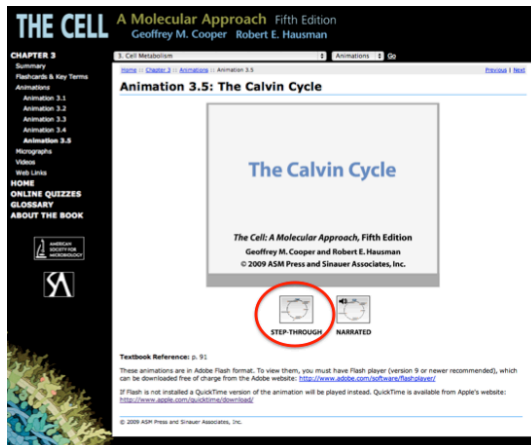 THE CELL
A Molecular Approach Fifth Edition
Geoffrey M. Cooper Robert E. Hausman
CHAPTER 3
Summary
Flashcards & Key Terms
Animations
Animation 3.1
Animation 3.2
Animation 3.3
Animation 3.4
Animation 3.5
Micrographs
Videos
Web Links
HOME
ONLINE QUIZZES
GLOSSARY
ABOUT THE BOOK
AMERICAN
SOCIETY FOR
MICROBIOLOGY
3. Cell Metabolism Animations Go
Home :: Chapter 3 :: Animations :: Animation 3.5 Previous | Next
Animation 3.5: The Calvin Cycle
The Calvin Cycle
The Cell: A Molecular Approach, Fifth Edition
Geoffrey M. Cooper and Robert E. Hausman
© 2009 ASM Press and Sinauer Associates, Inc.
STEP-THROUGH NARRATED
Textbook Reference: p. 91
These animations are in Adobe Flash format. To view them, you must have Flash player (version 9 or newer recommended), which
can be downloaded free of charge from the Adobe website: http://www.adobe.com/software/flashplayer/
If Flash is not installed a QuickTime version of the animation will be played instead. QuickTime is available from Apple's website:
http://www.apple.com/quicktime/download/
© 2009 ASM Press and Sinauer Associates, Inc.